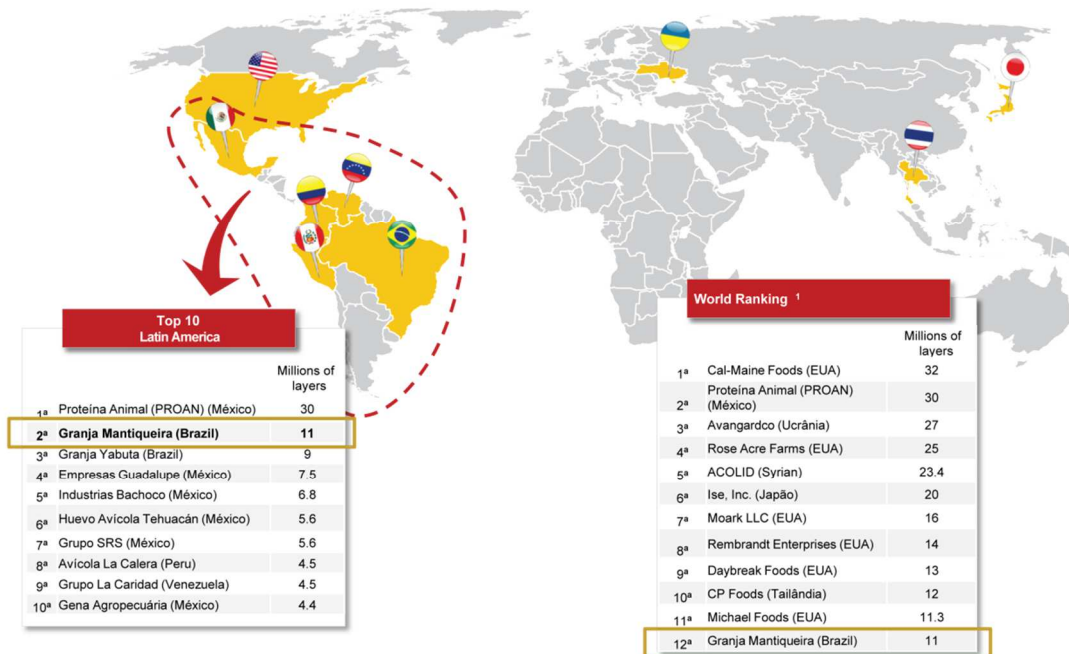 Top 10
Latin America
Millions of
layers
1ª Proteína Animal (PROAN) (México) 30
2ª Granja Mantiqueira (Brazil) 11
3ª Granja Yabuta (Brazil) 9
4ª Empresas Guadalupe (México) 7.5
5ª Industrias Bachoco (México) 6.8
6ª Huevo Avícola Tehuacán (México) 5.6
7ª Grupo SRS (México) 5.6
8ª Avícola La Calera (Peru) 4.5
9ª Grupo La Caridad (Venezuela) 4.5
10ª Gena Agropecuária (México) 4.4
World Ranking 1
Millions of
layers
1ª Cal-Maine Foods (EUA) 32
2ª Proteína Animal (PROAN)
(México) 30
3ª Avangardco (Ucrânia) 27
4ª Rose Acre Farms (EUA) 25
5ª ACOLID (Syrian) 23.4
6ª Ise, Inc. (Japão) 20
7ª Moark LLC (EUA) 16
8ª Rembrandt Enterprises (EUA) 14
9ª Daybreak Foods (EUA) 13
10ª CP Foods (Tailândia) 12
11ª Michael Foods (EUA) 11.3
12ª Granja Mantiqueira (Brazil) 11